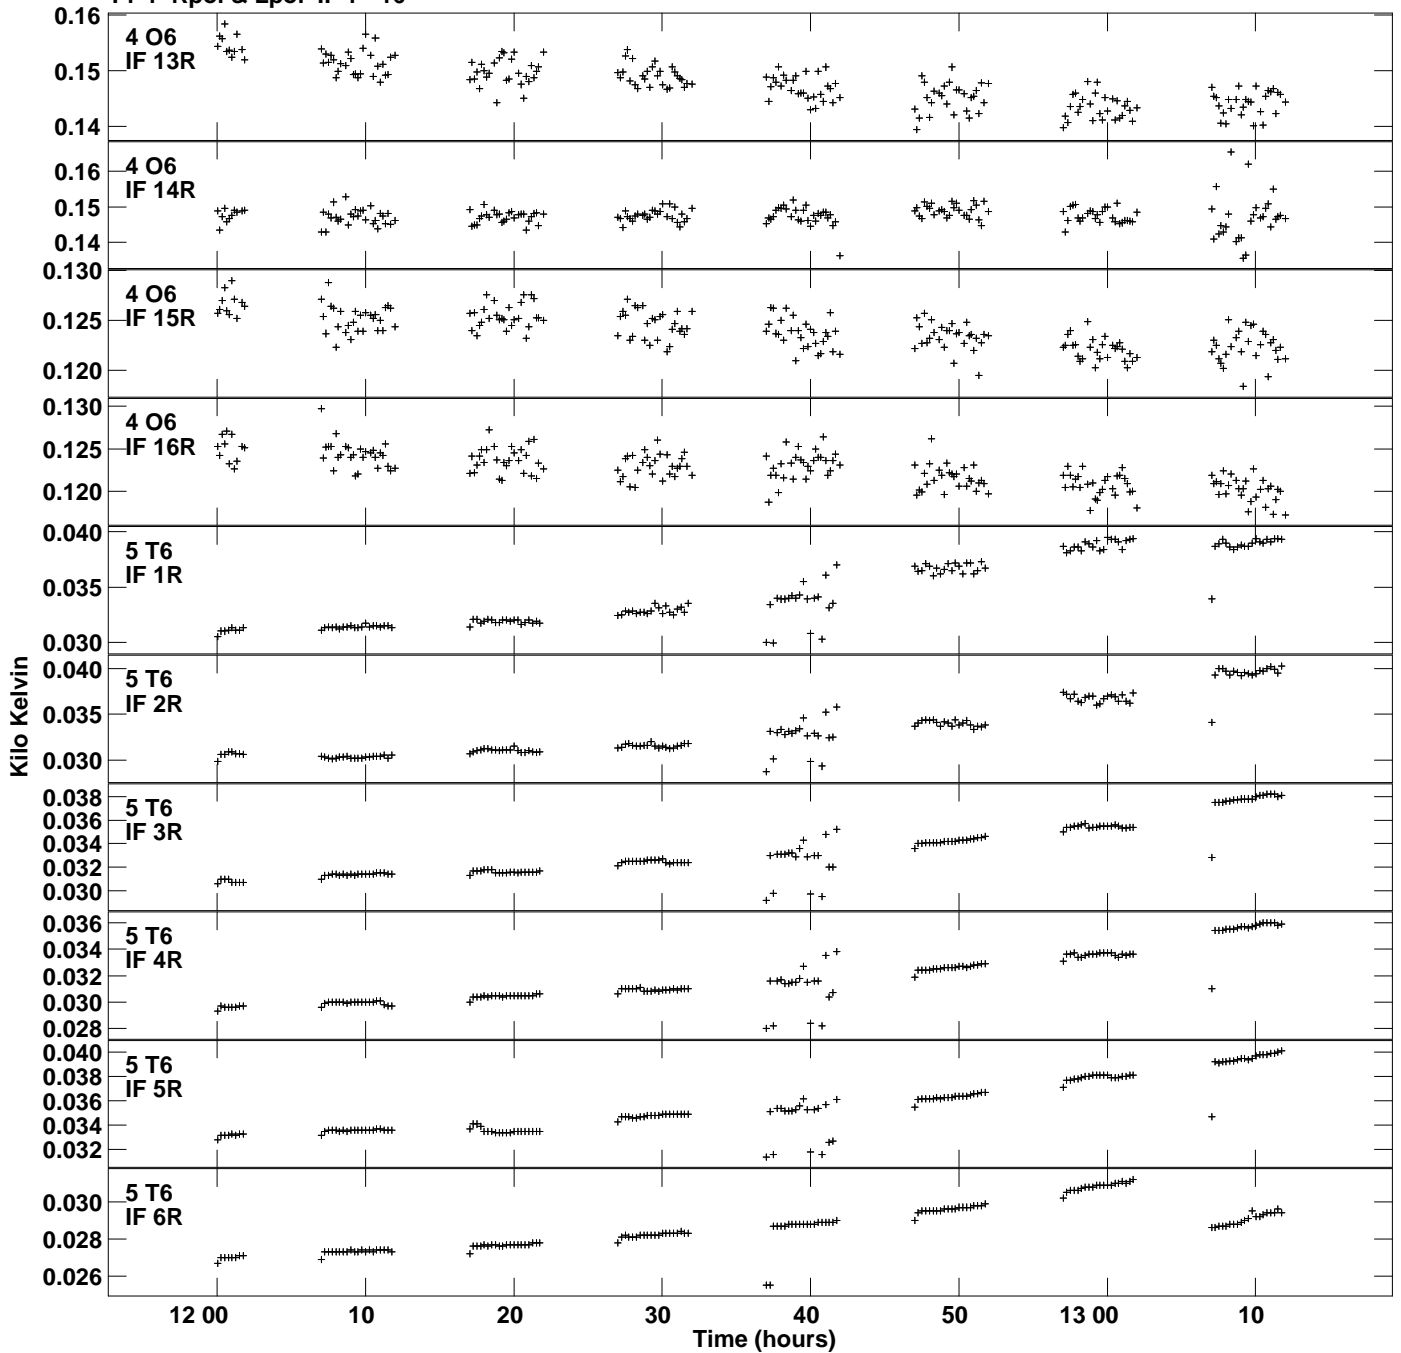 0.16
0.15
0.14
4 O6
IF 13R
0.16
0.15
0.14
4 O6
IF 14R
0.130
0.125
0.120
4 O6
IF 15R
0.130
0.125
0.120
4 O6
IF 16R
0.040
0.035
0.030
5 T6
IF 1R
0.040
0.035
0.030
5 T6
IF 2R
0.038
0.036
0.034
0.032
0.030
5 T6
IF 3R
0.036
0.034
0.032
0.030
0.028
5 T6
IF 4R
0.040
0.038
0.036
0.034
0.032
5 T6
IF 5R
0.030
0.028
0.026
5 T6
IF 6R
Kilo Kelvin
12 00 10 20 30 40 50 13 00 10
Time (hours)